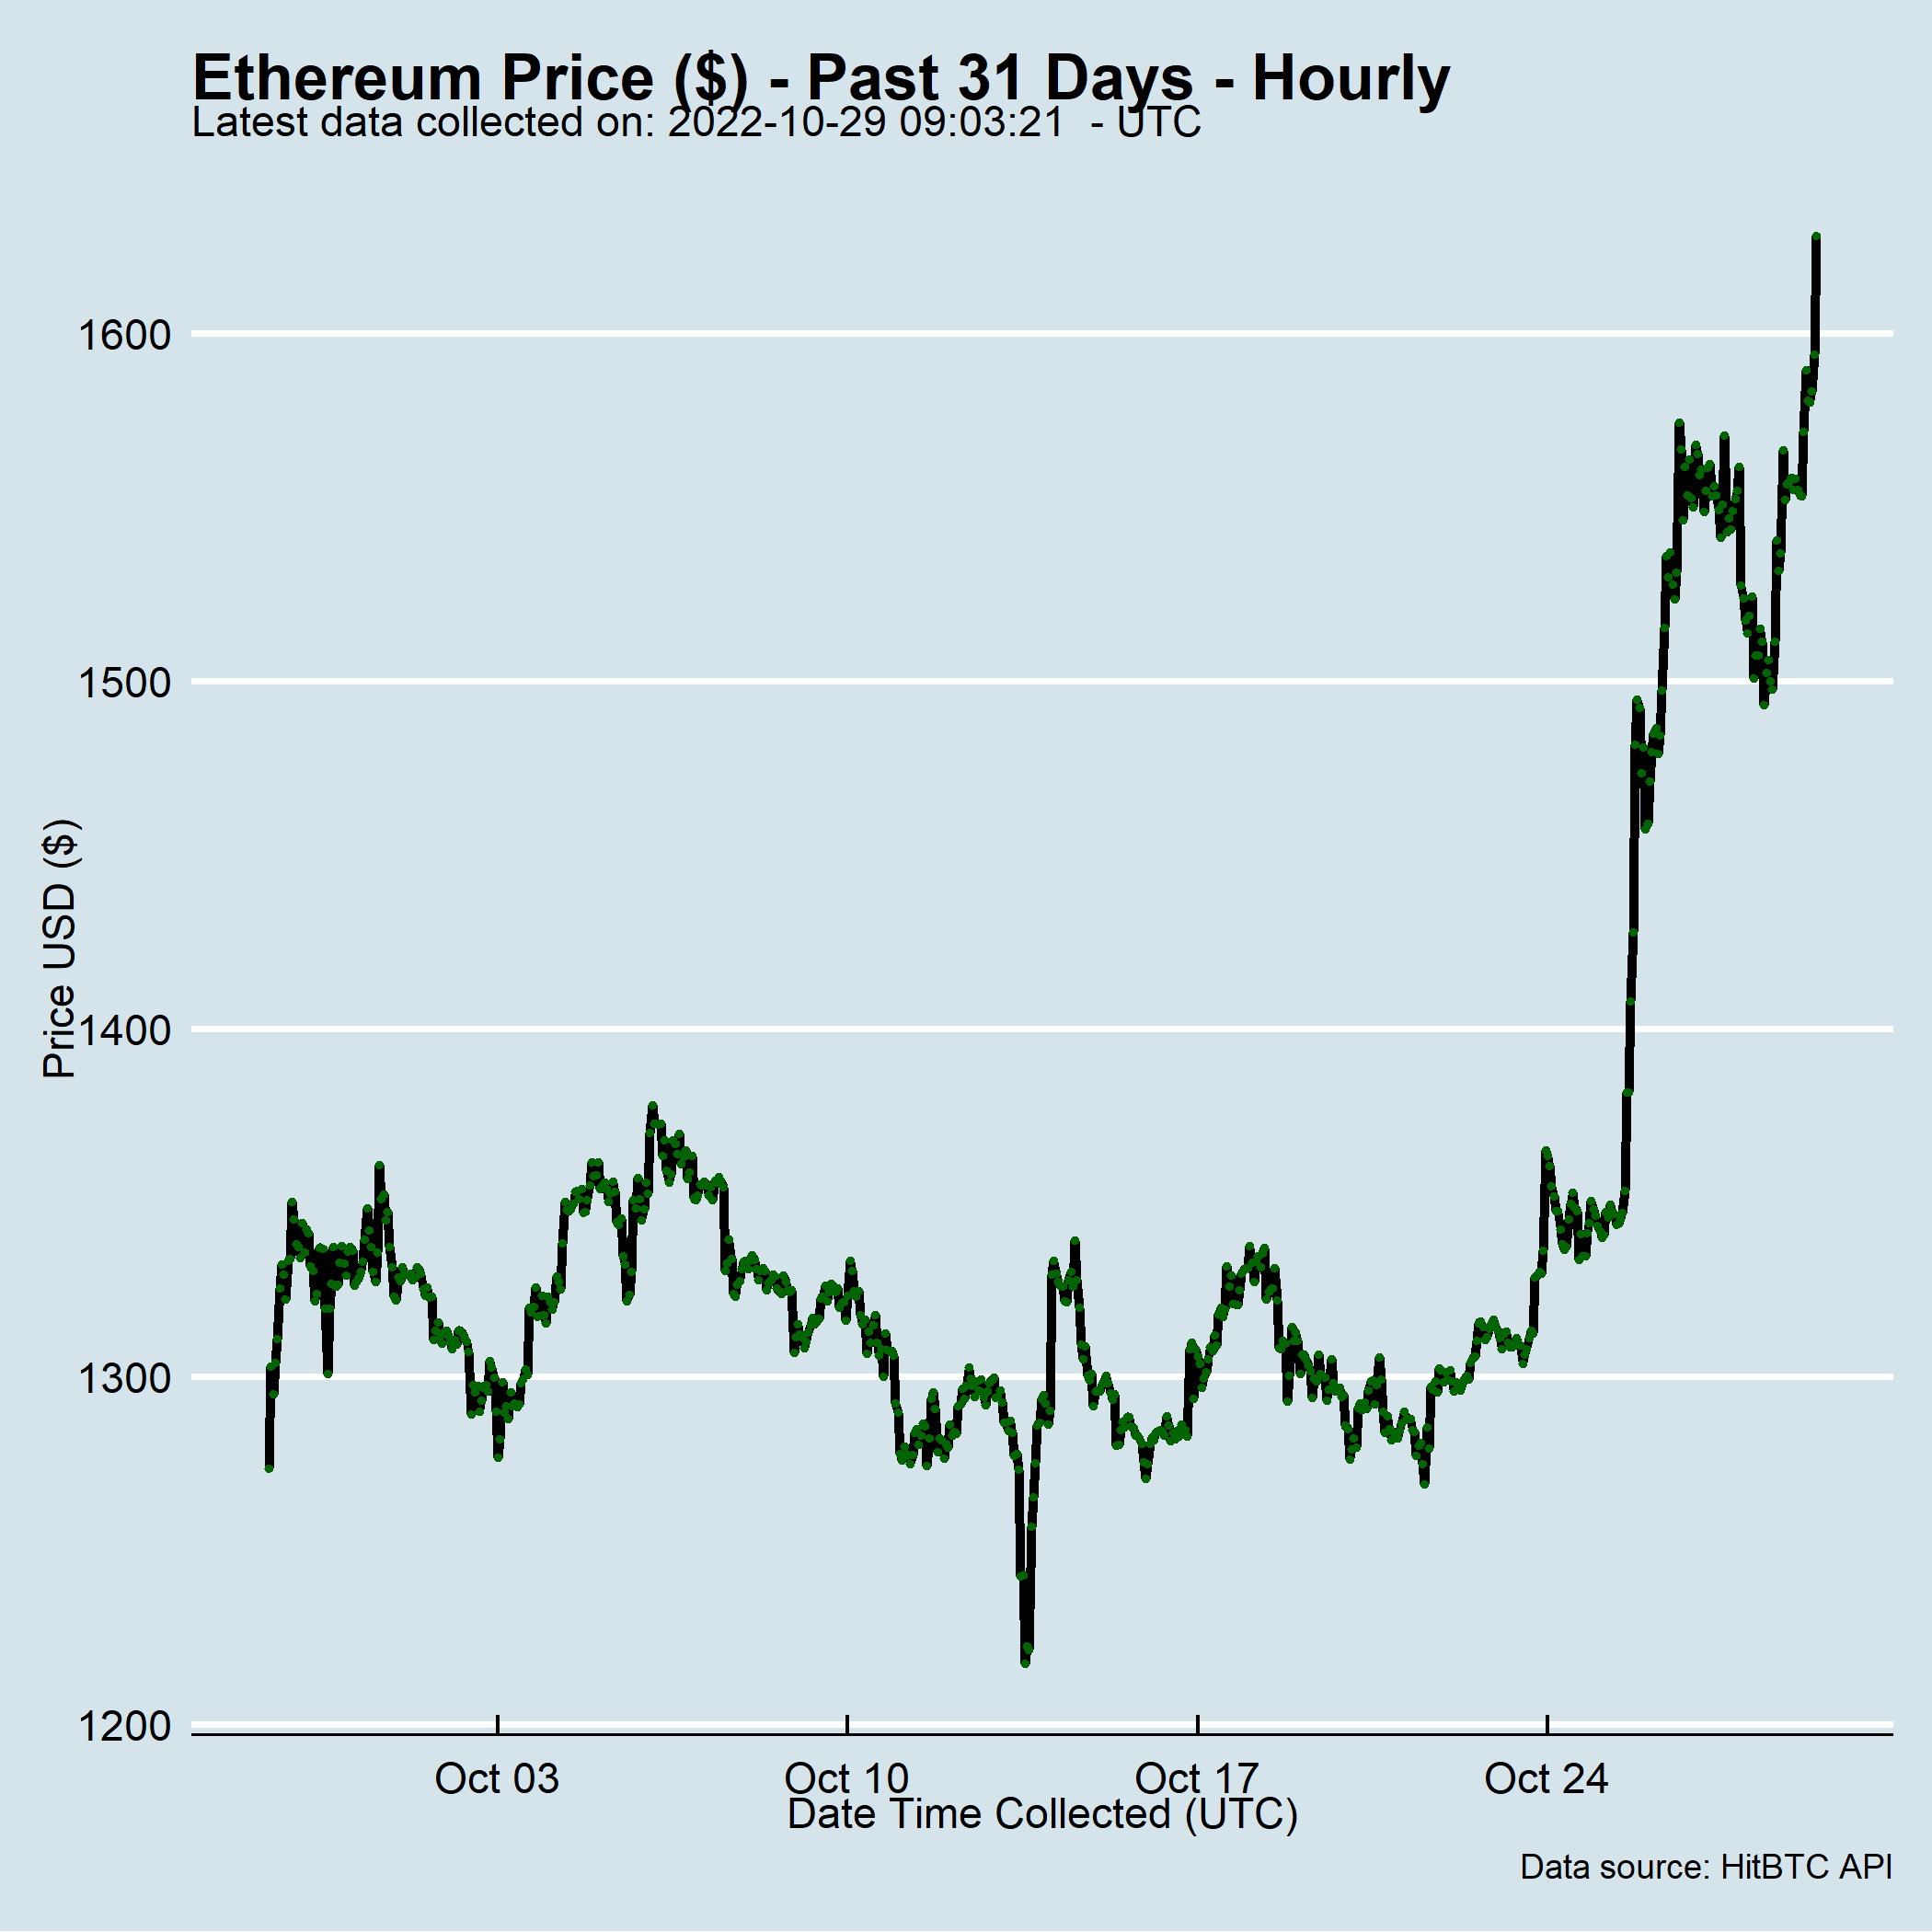 Ethereum Price ($) - Past 31 Days - Hourly
Latest data collected on: 2022-10-29 09:03:21  - UTC
1600
1500
Price USD ($)
1400
1300
1200
Oct 03
Oct 10
Oct 17
Oct 24
Date Time Collected (UTC)
Data source: HitBTC API